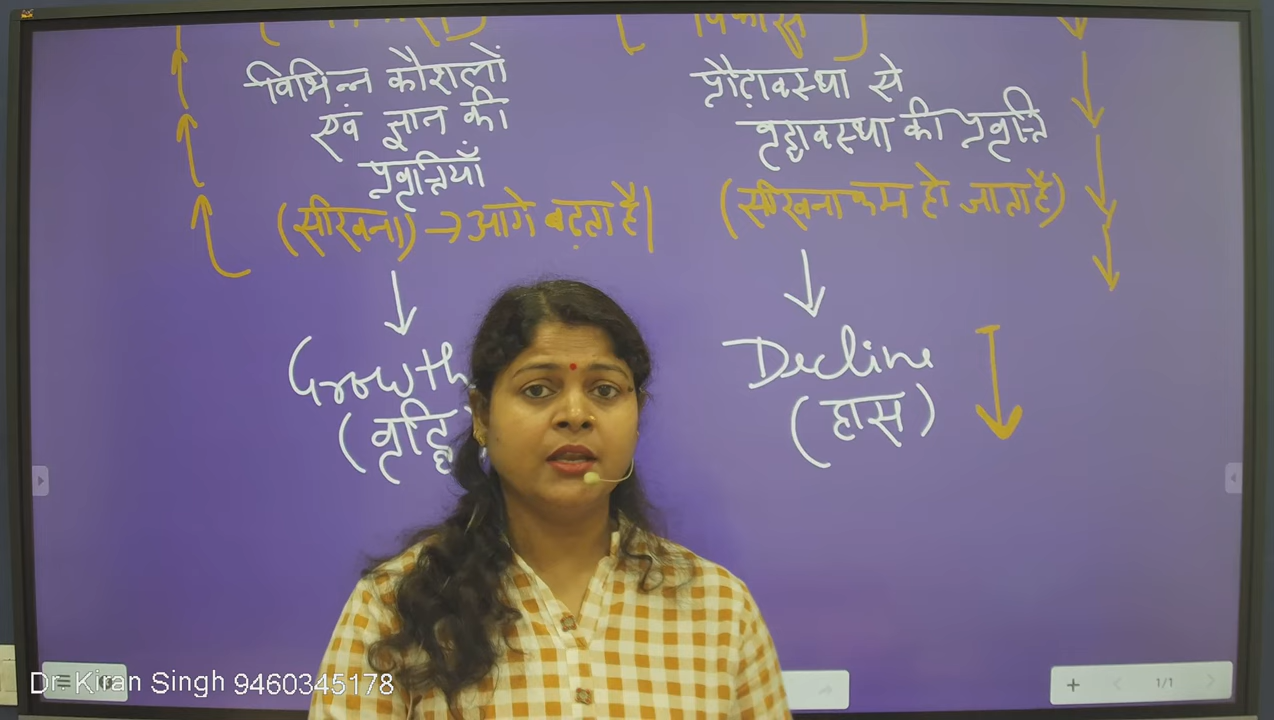 विभिन्न कौशलों
एवं ज्ञान की
प्रवृत्तियाँ
(सीखना) → आगे बढ़ता है|
↓
Growth
(वृद्धि
प्रौढ़ावस्था से
वृद्धावस्था की प्रवृत्ति
(सीखना कम हो जाता है)
↓
Decline
(ह्रास)
Dr. Kiran Singh 9460345178
1/1